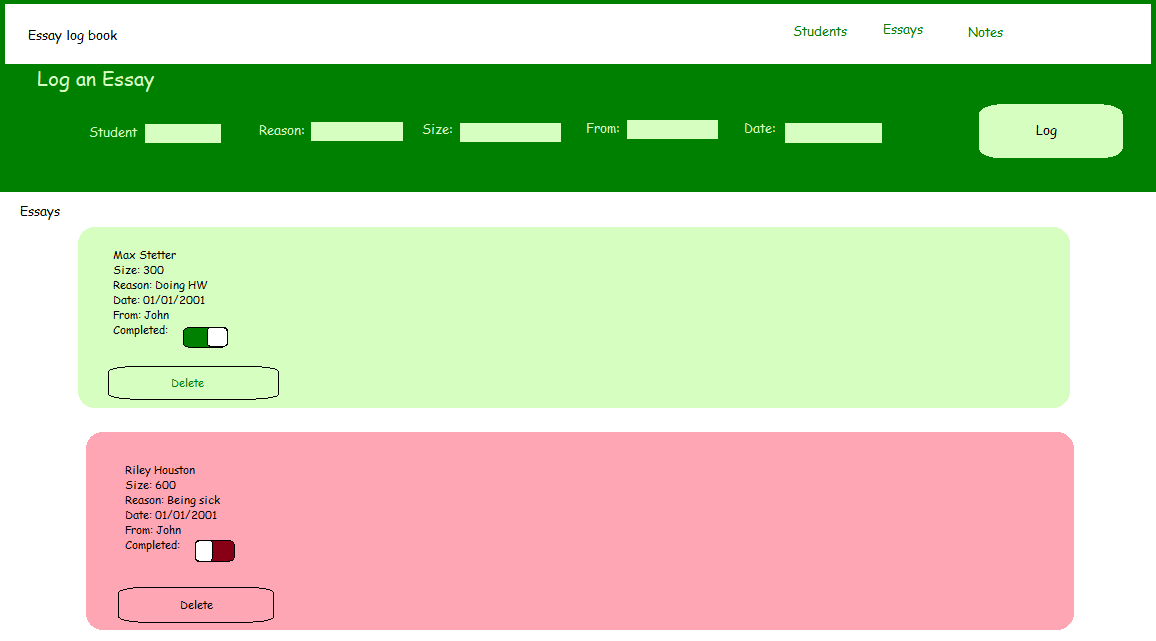 Essay log book
Students Essays Notes
Log an Essay
Student Reason: Size: From: Date: Log
Essays
Max Stetter
Size: 300
Reason: Doing HW
Date: 01/01/2001
From: John
Completed:
Delete
Riley Houston
Size: 600
Reason: Being sick
Date: 01/01/2001
From: John
Completed:
Delete